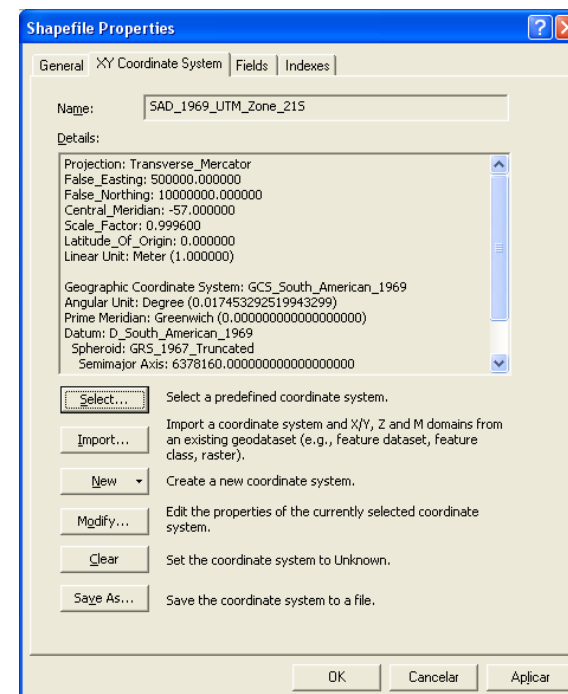 Shapefile Properties
General XY Coordinate System Fields Indexes
Name: SAD_1969_UTM_Zone_21S
Details:
Projection: Transverse_Mercator
False_Easting: 500000.000000
False_Northing: 10000000.000000
Central_Meridian: -57.000000
Scale_Factor: 0.999600
Latitude_Of_Origin: 0.000000
Linear Unit: Meter (1.000000)
Geographic Coordinate System: GCS_South_American_1969
Angular Unit: Degree (0.017453292519943299)
Prime Meridian: Greenwich (0.000000000000000000)
Datum: D_South_American_1969
Spheroid: GRS_1967_Truncated
Semimajor Axis: 6378160.000000000000000000
Select... Select a predefined coordinate system.
Import... Import a coordinate system and X/Y, Z and M domains from
an existing geodataset (e.g., feature dataset, feature
class, raster).
New Create a new coordinate system.
Modify... Edit the properties of the currently selected coordinate
system.
Clear Set the coordinate system to Unknown.
Save As... Save the coordinate system to a file.
OK Cancelar Aplicar